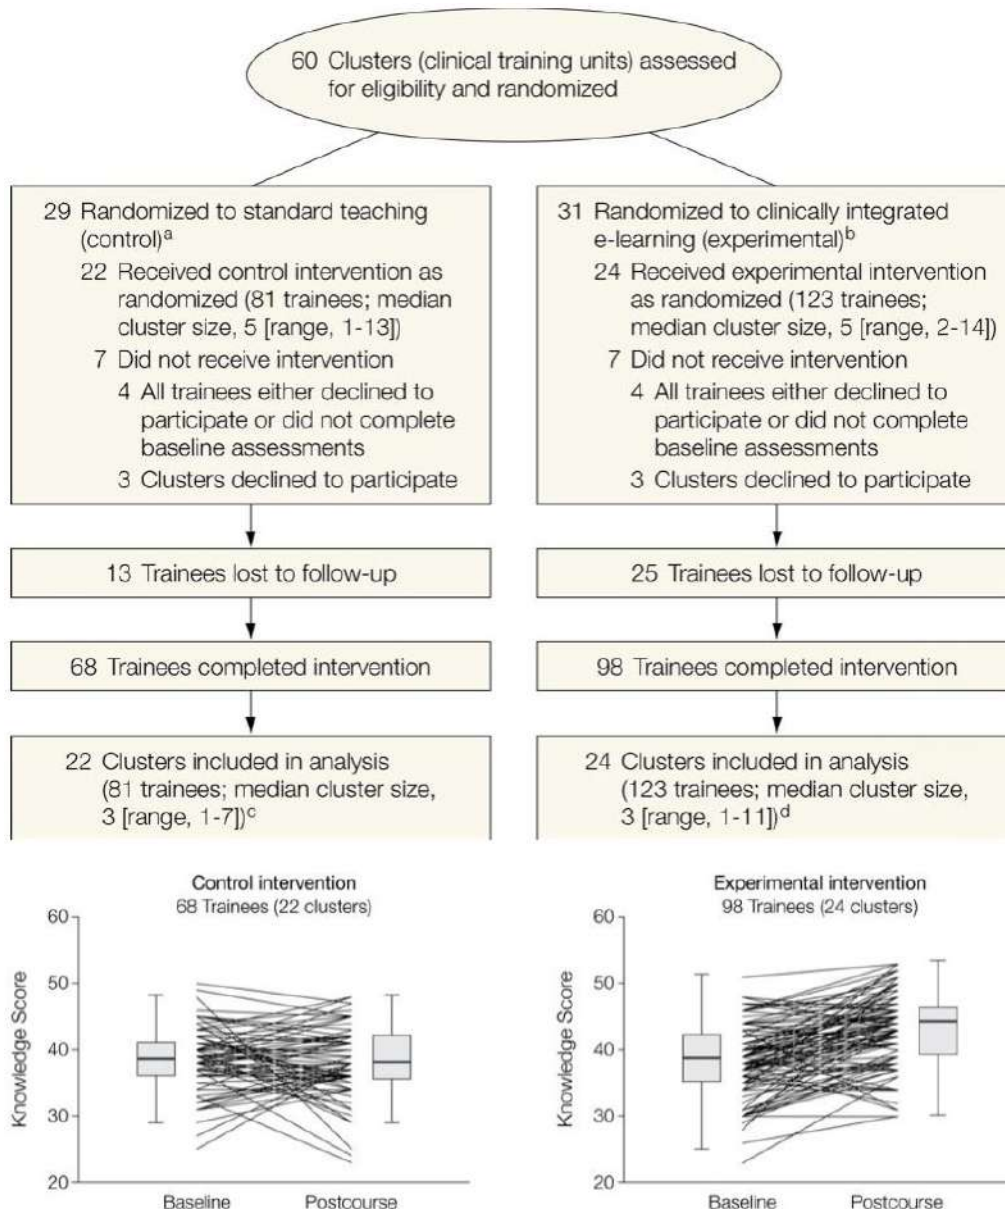 60 Clusters (clinical training units) assessed
for eligibility and randomized
29 Randomized to standard teaching
(control)a
22 Received control intervention as
randomized (81 trainees; median
cluster size, 5 [range, 1-13])
7 Did not receive intervention
4 All trainees either declined to
participate or did not complete
baseline assessments
3 Clusters declined to participate
31 Randomized to clinically integrated
e-learning (experimental)b
24 Received experimental intervention
as randomized (123 trainees;
median cluster size, 5 [range, 2-14])
7 Did not receive intervention
4 All trainees either declined to
participate or did not complete
baseline assessments
3 Clusters declined to participate
13 Trainees lost to follow-up
25 Trainees lost to follow-up
68 Trainees completed intervention
98 Trainees completed intervention
22 Clusters included in analysis
(81 trainees; median cluster size,
3 [range, 1-7])c
24 Clusters included in analysis
(123 trainees; median cluster size,
3 [range, 1-11])d
Control intervention
68 Trainees (22 clusters)
60
50
40
30
20
Knowledge Score
Baseline
Postcourse
Experimental intervention
98 Trainees (24 clusters)
60
50
40
30
20
Knowledge Score
Baseline
Postcourse